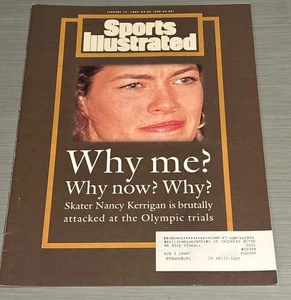 Sports
Illustrated
Why me?
Why now? Why?
Skater Nancy Kerrigan is brutally
attacked at the Olympic trials